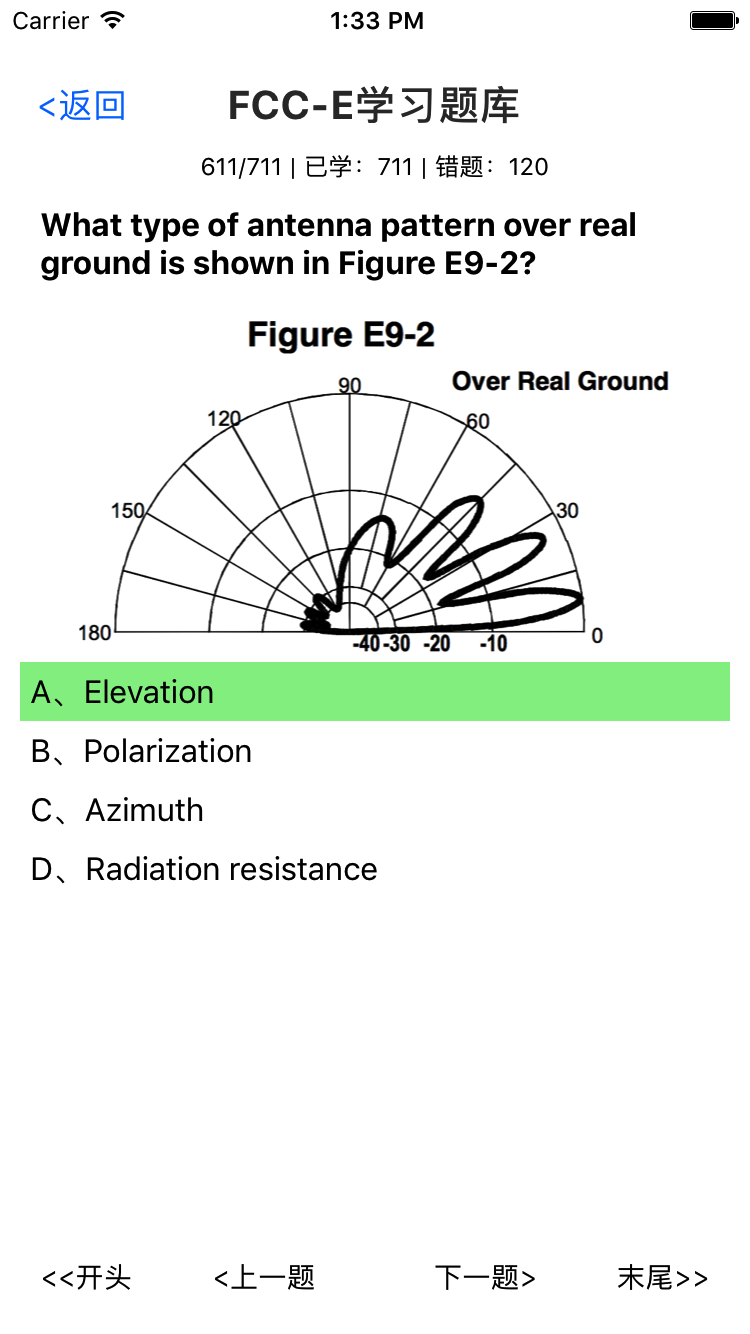 Carrier 1:33 PM
<返回 FCC-E学习题库
611/711 | 已学：711 | 错题：120
What type of antenna pattern over real
ground is shown in Figure E9-2?
Figure E9-2
Over Real Ground
90
120 60
150 30
180 0
-40 -30 -20 -10
A、Elevation
B、Polarization
C、Azimuth
D、Radiation resistance
<<开头 <上一题 下一题>末尾>>